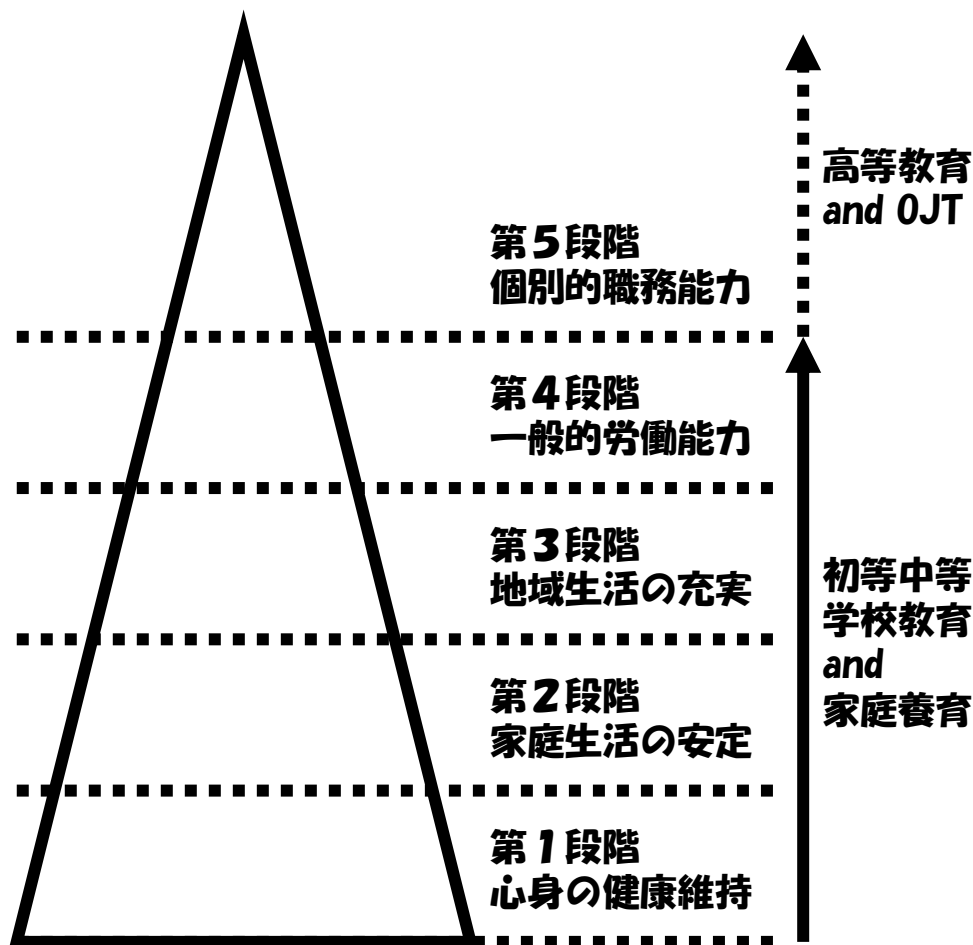 高等教育
and OJT
第5段階
個別的職務能力
第4段階
一般的労働能力
第3段階
地域生活の充実
初等中等
学校教育
and
家庭養育
第2段階
家庭生活の安定
第1段階
心身の健康維持